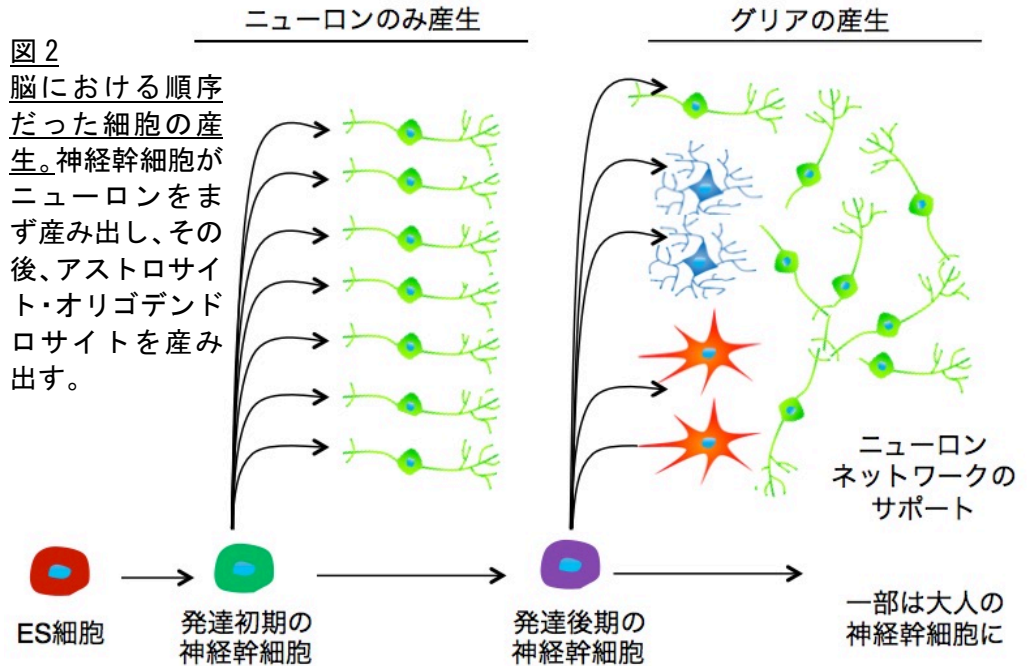 ニューロンのみ産生
グリアの産生
図2
脳における順序
だった細胞の産
生。神経幹細胞が
ニューロンをま
ず産み出し、その
後、アストロサイ
ト・オリゴデンド
ロサイトを産み
出す。
ニューロン
ネットワークの
サポート
ES細胞
発達初期の
神経幹細胞
発達後期の
神経幹細胞
一部は大人の
神経幹細胞に